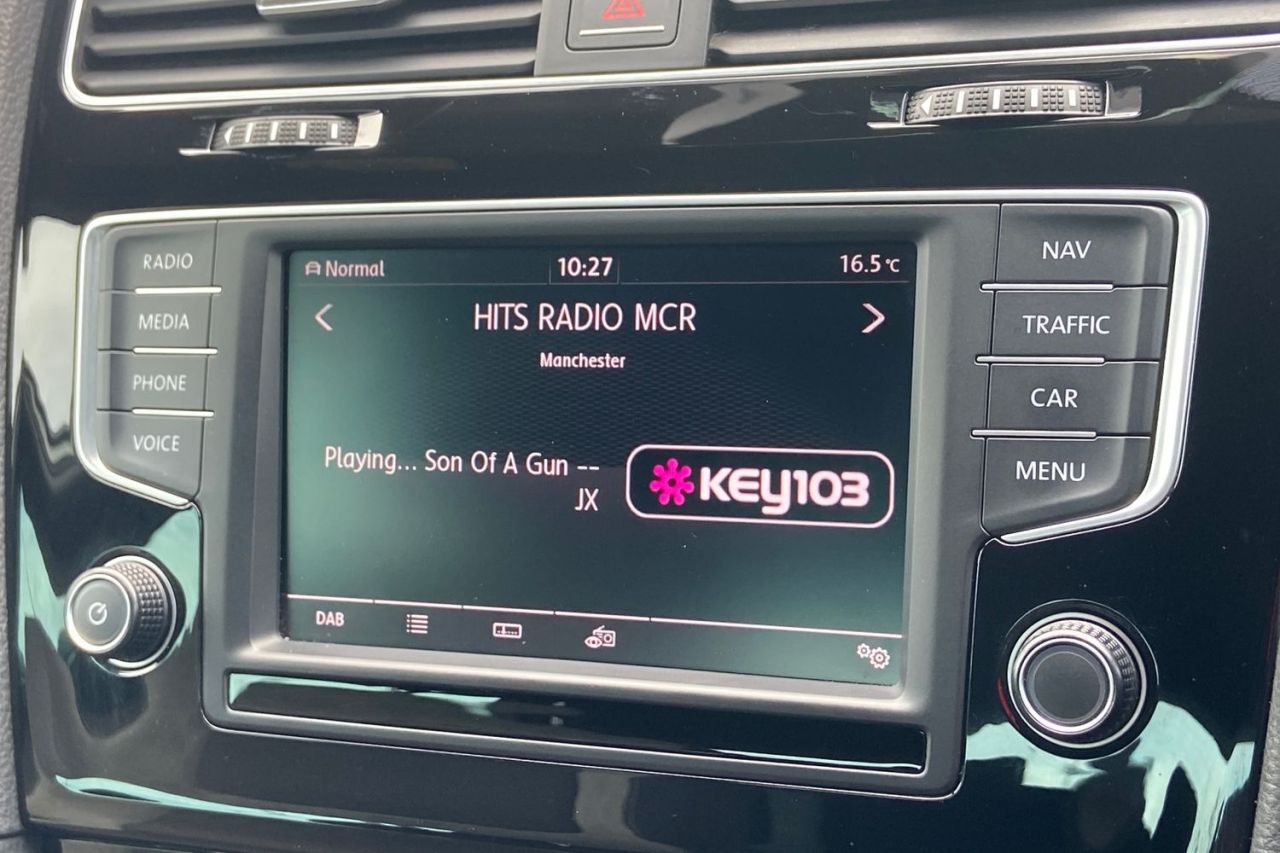 RADIO
MEDIA
PHONE
VOICE
Normal
10:27
16.5°C
HITS RADIO MCR
Manchester
Playing... Son Of A Gun --
JX
KEY103
DAB
NAV
TRAFFIC
CAR
MENU